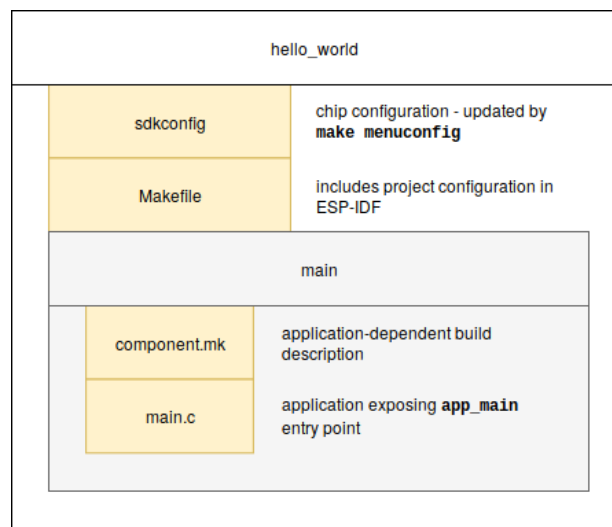 hello_world
sdkconfig
chip configuration - updated by
make menuconfig
Makefile
includes project configuration in
ESP-IDF
main
component.mk
application-dependent build
description
main.c
application exposing app_main
entry point